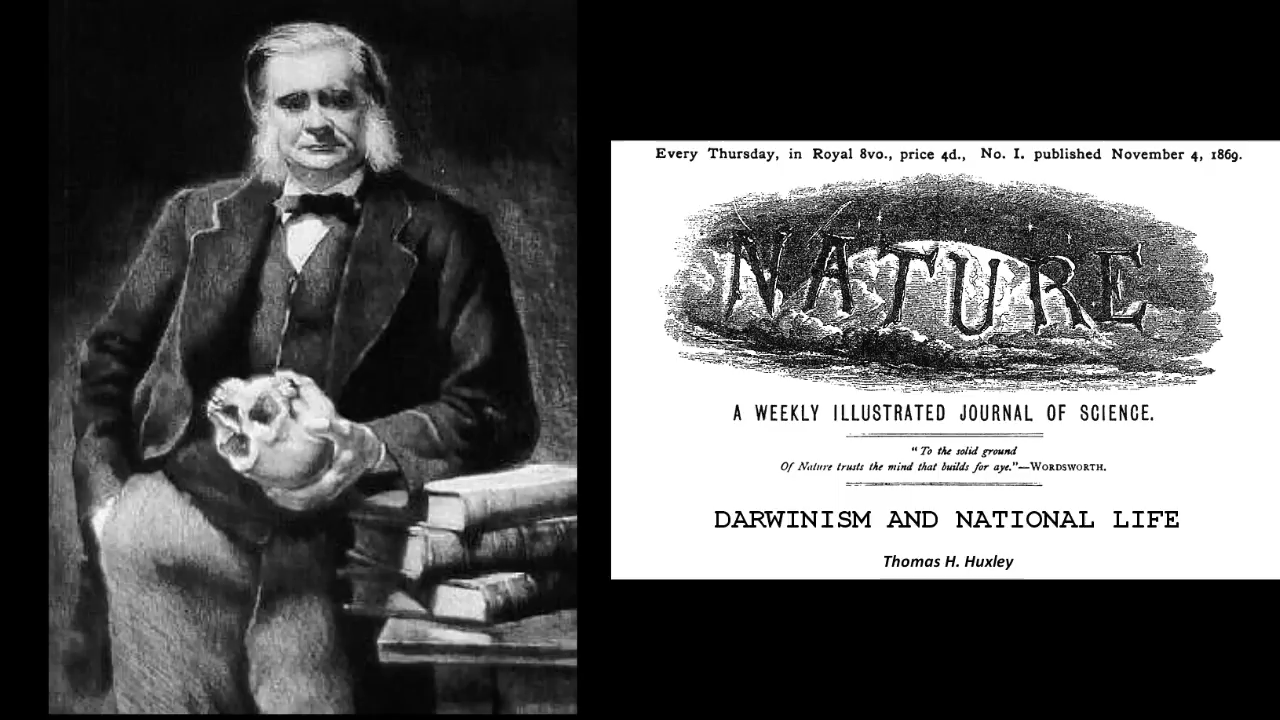 Every Thursday, in Royal 8vo., price 4d., No. I. published November 4, 1869.
NATURE
A WEEKLY ILLUSTRATED JOURNAL OF SCIENCE.
"To the solid ground
Of Nature trusts the mind that builds for aye."—WORDSWORTH.
DARWINISM AND NATIONAL LIFE
Thomas H. Huxley